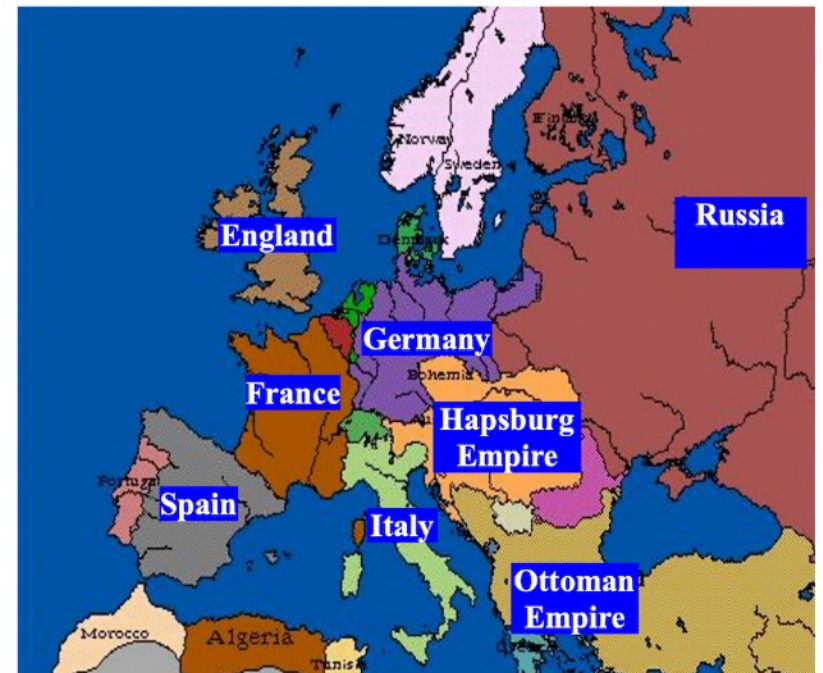 Norway
Finland
Sweden
Russia
England
Denmark
Germany
Bohemia
France
Hapsburg
Empire
Portugal
Spain
Italy
Ottoman
Empire
Morocco
Algeria
Tunis
Greece